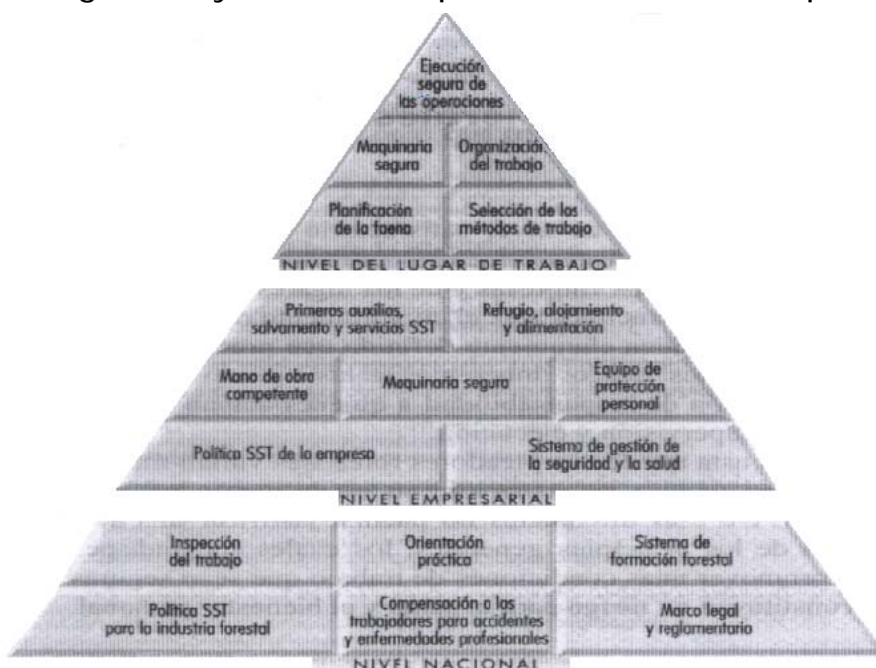 Ejecución
segura de
las operaciones
Maquinaria
segura
Organización
del trabajo
Planificación
de la faena
Selección de los
métodos de trabajo
NIVEL DEL LUGAR DE TRABAJO
Primeros auxilios,
salvamento y servicios SST
Refugio, alojamiento
y alimentación
Mano de obra
competente
Maquinaria segura
Equipo de
protección
personal
Política SST de la empresa
Sistema de gestión de
la seguridad y la salud
NIVEL EMPRESARIAL
Inspección
del trabajo
Orientación
práctica
Sistema de
formación forestal
Política SST
para la industria forestal
Compensación a los
trabajadores para accidentes
y enfermedades profesionales
Marco legal
y reglamentario
NIVEL NACIONAL